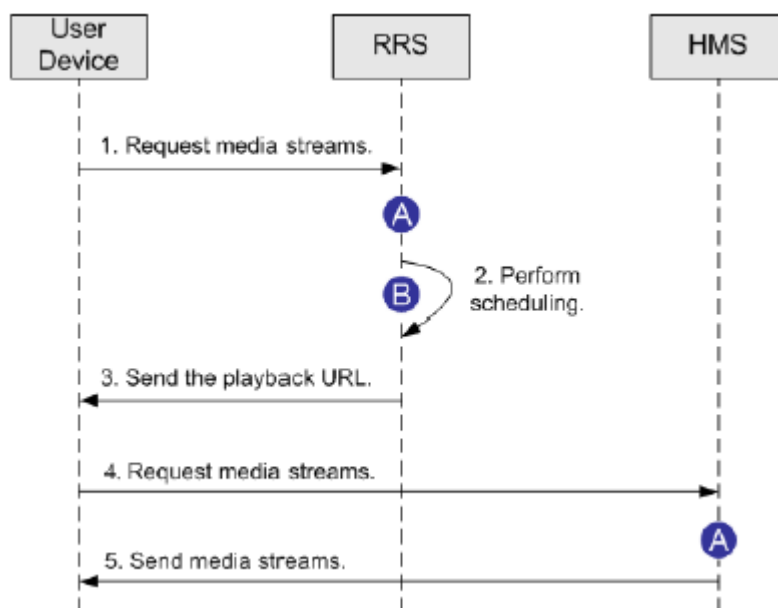 User
Device
RRS
HMS
1. Request media streams.
A
2. Perform
scheduling.
B
3. Send the playback URL.
4. Request media streams.
A
5. Send media streams.